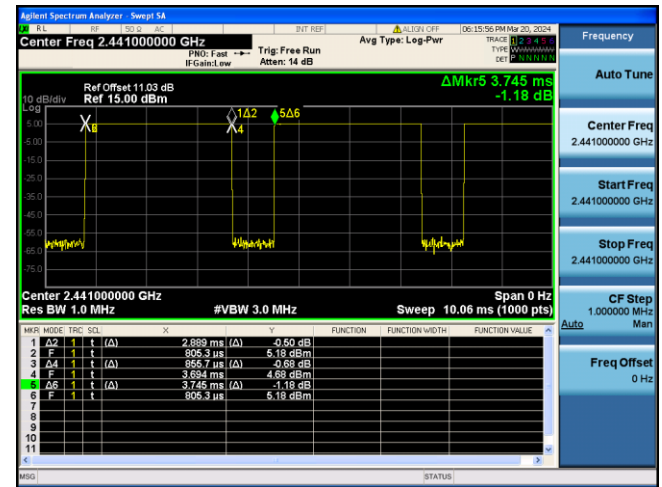 Agilent Spectrum Analyzer - Swept SA
RL RF 50 Ω AC INT REF ALIGN OFF 06:15:56 PM Mar 20, 2024
Center Freq 2.441000000 GHz
PNO: Fast
IFGain:Low
Trig: Free Run
Atten: 14 dB
Avg Type: Log-Pwr
TRACE 1 2 3 4 5 6
TYPE
DET P N N N N N
Ref Offset 11.03 dB
10 dB/div Ref 15.00 dBm
Log
ΔMkr5 3.745 ms
-1.18 dB
1Δ2
5Δ6
4
5.00
-5.00
-15.0
-25.0
-35.0
-45.0
-55.0
-65.0
-75.0
Center 2.441000000 GHz Span 0 Hz
Res BW 1.0 MHz #VBW 3.0 MHz Sweep 10.06 ms (1000 pts)
MKR MODE TRC SCL X Y FUNCTION FUNCTION WIDTH FUNCTION VALUE
1 Δ2 1 t (Δ) 2.889 ms (Δ) -0.50 dB
2 F 1 t 805.3 µs 5.18 dBm
3 Δ4 1 t (Δ) 855.7 µs (Δ) -0.68 dB
4 F 1 t 3.694 ms 4.68 dBm
5 Δ6 1 t (Δ) 3.745 ms (Δ) -1.18 dB
6 F 1 t 805.3 µs 5.18 dBm
7
8
9
10
11
MSG STATUS
Frequency
Auto Tune
Center Freq
2.441000000 GHz
Start Freq
2.441000000 GHz
Stop Freq
2.441000000 GHz
CF Step
1.000000 MHz
Auto Man
Freq Offset
0 Hz